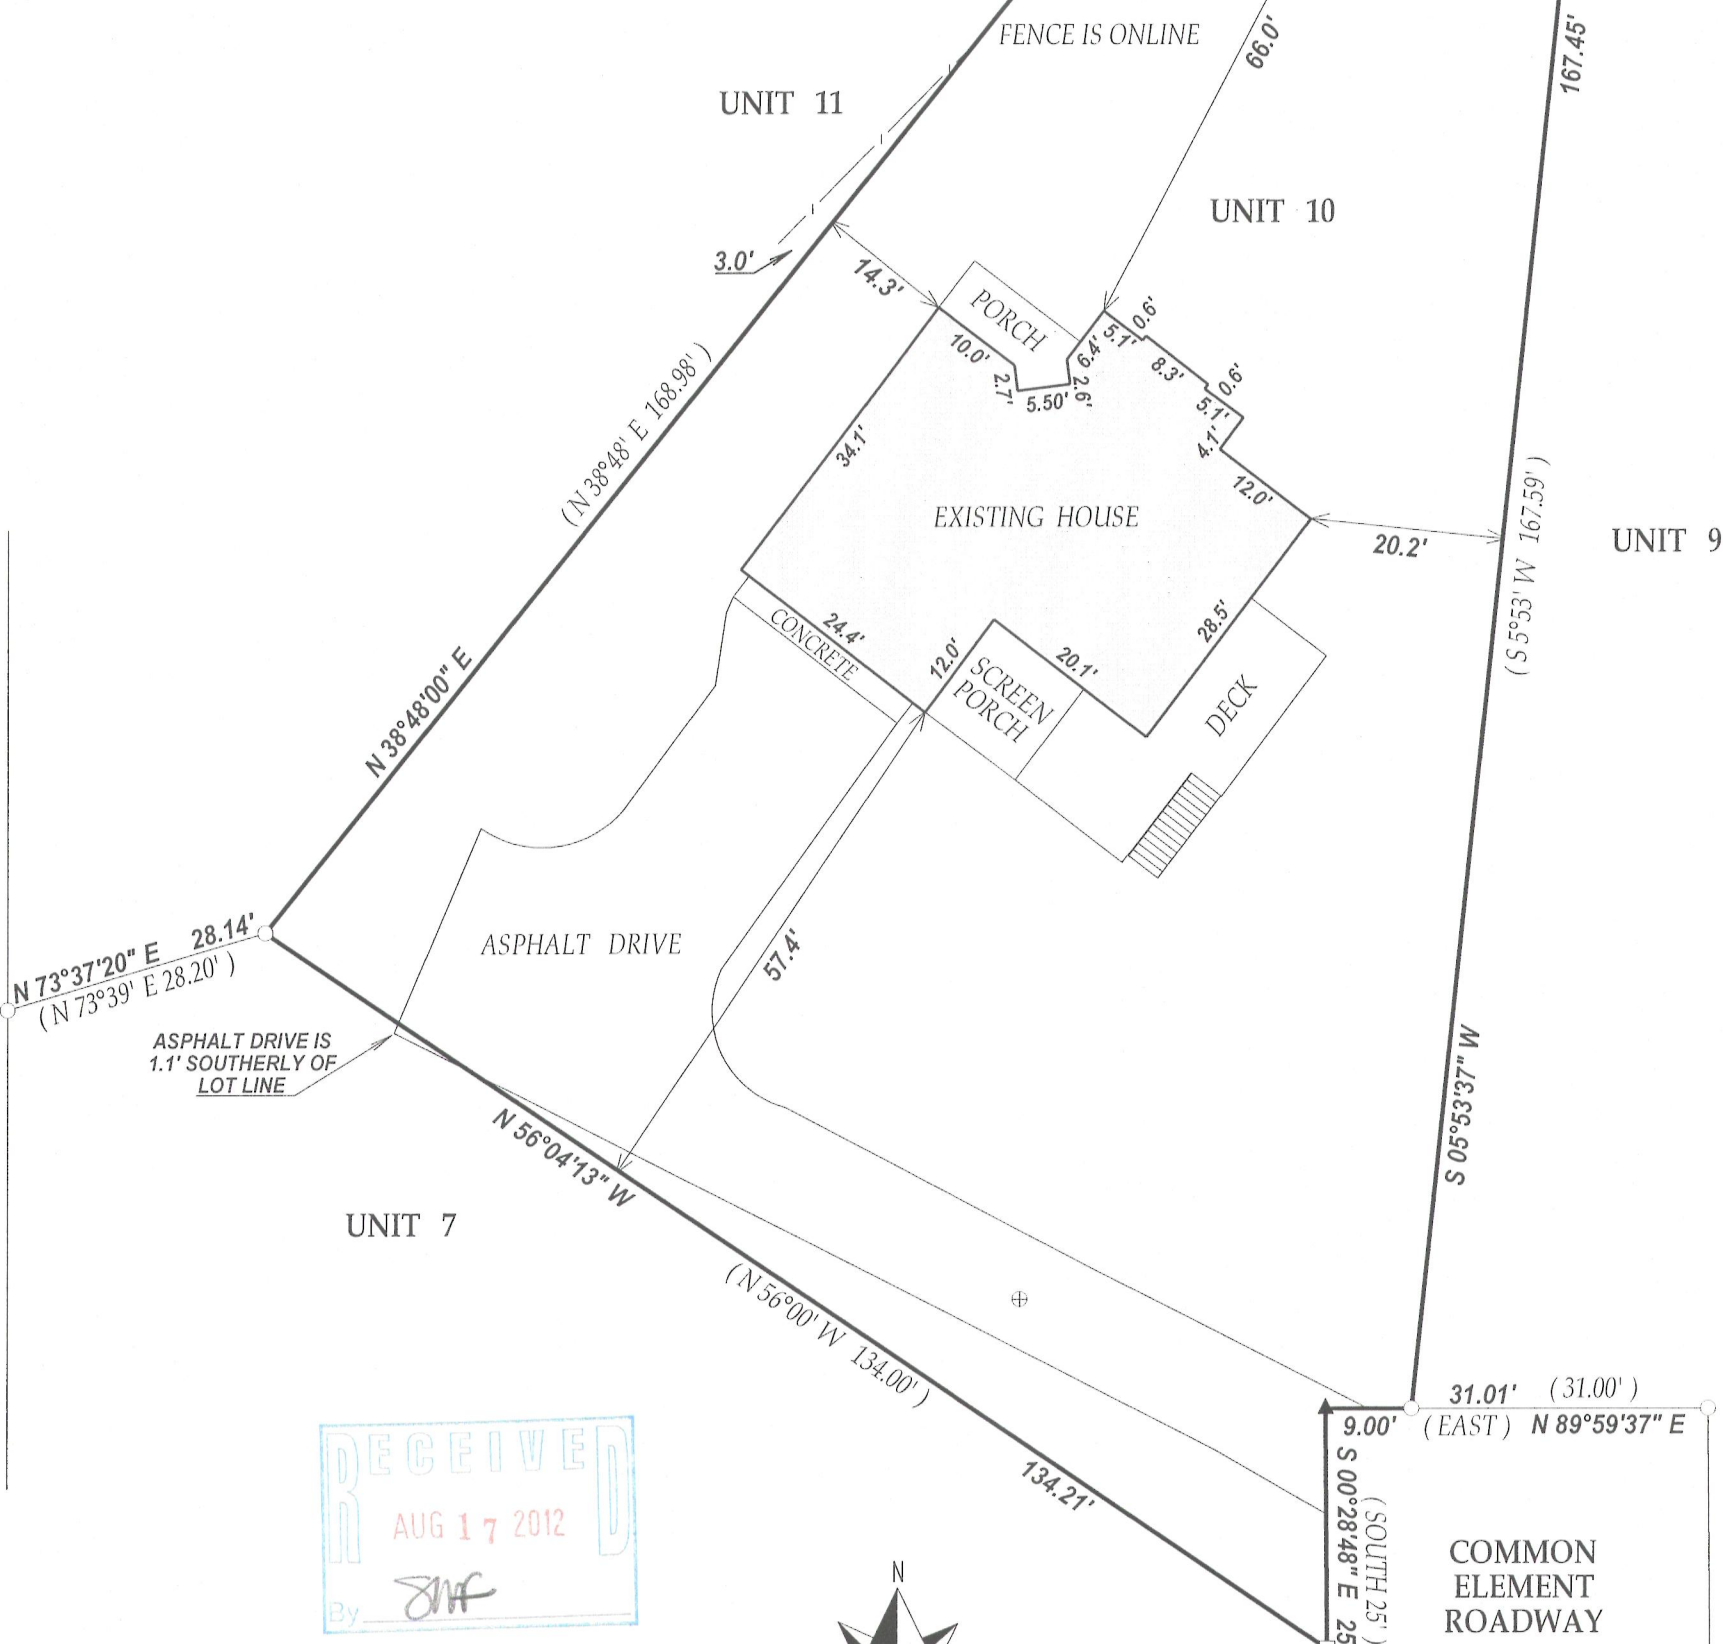 FENCE IS ONLINE
66.0'
167.45'
UNIT 11
UNIT 10
3.0'
14.3'
PORCH
10.0'
2.7'
5.50'
2.6'
6.4'
5.1'
0.6'
8.3'
0.6'
5.1'
4.1'
12.0'
34.1'
( N 38°48' E 168.98' )
EXISTING HOUSE
20.2'
UNIT 9
( S 5°53' W 167.59' )
24.4'
CONCRETE
12.0'
SCREEN
PORCH
20.1'
28.5'
DECK
N 38°48'00" E
N 73°37'20" E 28.14'
( N 73°39' E 28.20' )
ASPHALT DRIVE
57.4'
ASPHALT DRIVE IS
1.1' SOUTHERLY OF
LOT LINE
N 56°04'13" W
S 05°53'37" W
UNIT 7
( N 56°00' W 134.00' )
134.21'
31.01' ( 31.00' )
9.00' ( EAST ) N 89°59'37" E
S 00°28'48" E 25
( SOUTH 25' )
COMMON
ELEMENT
ROADWAY
RECEIVED
AUG 17 2012
By SMF
N